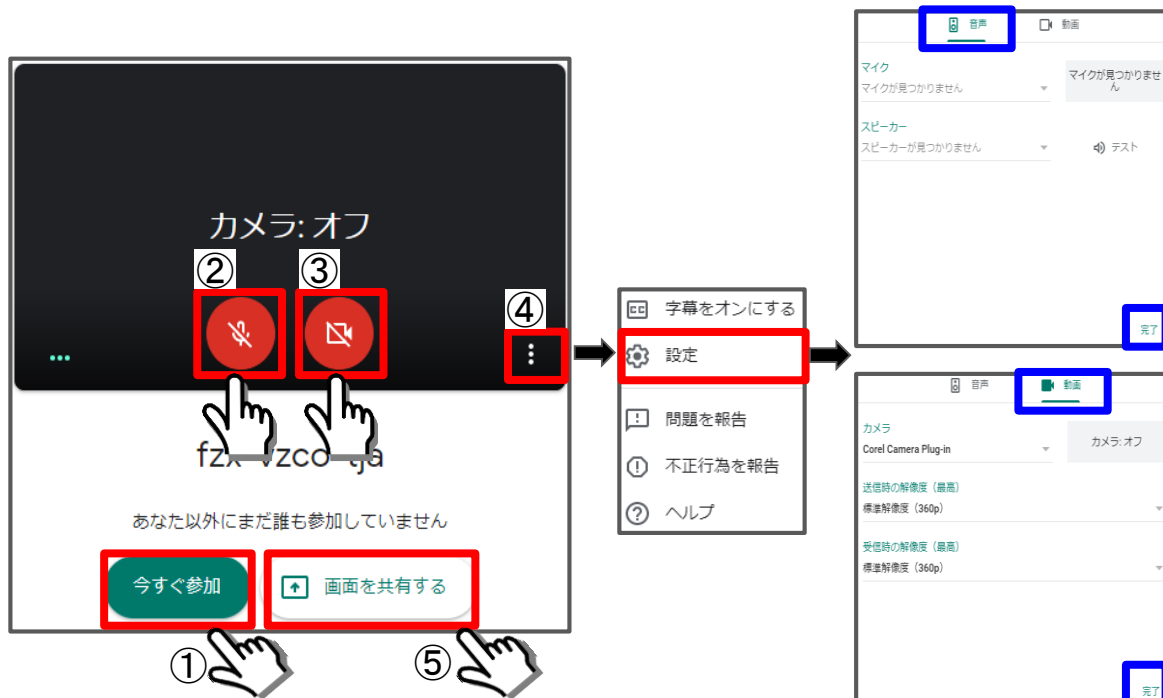 カメラ: オフ
②
③
④
fzx-vzco-tja
あなた以外にまだ誰も参加していません
今すぐ参加
画面を共有する
①
⑤
CC 字幕をオンにする
設定
問題を報告
不正行為を報告
ヘルプ
音声 動画
マイク
マイクが見つかりません
マイクが見つかりませ
ん
スピーカー
スピーカーが見つかりません
テスト
完了
音声 動画
カメラ
Corel Camera Plug-in
カメラ: オフ
送信時の解像度（最高）
標準解像度（360p）
受信時の解像度（最高）
標準解像度（360p）
完了